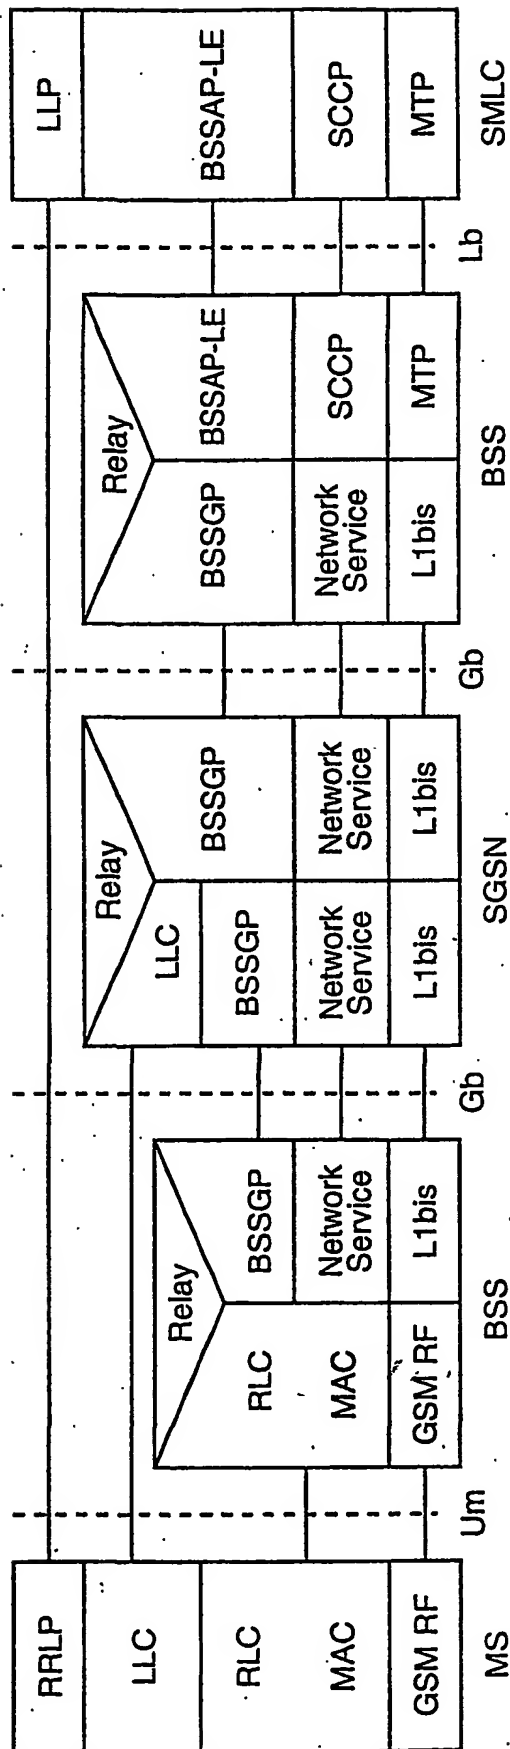 RRLP
LLC
RLC
MAC
GSM RF
MS
Um
Relay
RLC
MAC
GSM RF
BSSGP
Network
Service
L1bis
BSS
Gb
Relay
LLC
BSSGP
Network
Service
L1bis
BSSGP
Network
Service
L1bis
SGSN
Gb
Relay
BSSGP
Network
Service
L1bis
BSSAP-LE
SCCP
MTP
BSS
Lb
LLP
BSSAP-LE
SCCP
MTP
SMLC